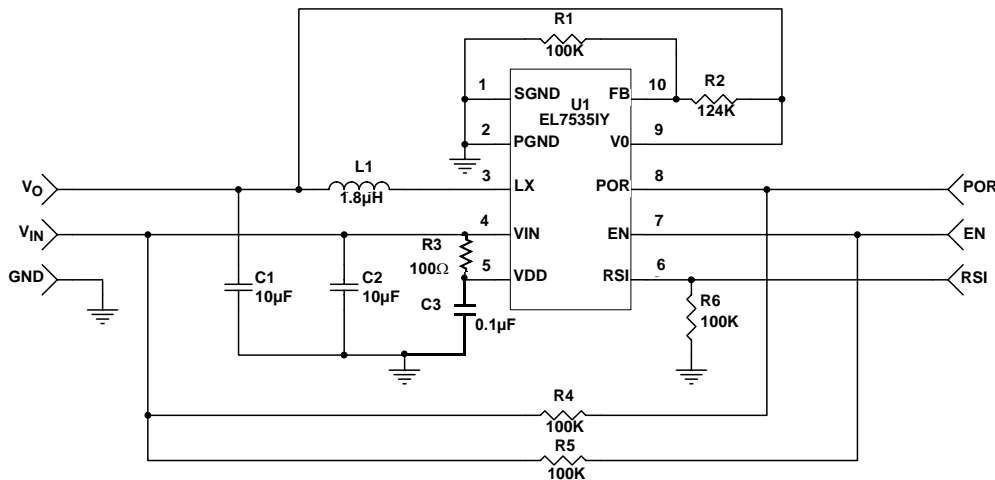 R1
100K
1
SGND
FB
10
R2
124K
U1
EL7535IY
2
PGND
V0
9
L1
1.8µH
VO
3
LX
POR
8
POR
VIN
4
VIN
EN
7
EN
R3
100Ω
GND
5
VDD
RSI
6
RSI
C1
10µF
C2
10µF
C3
0.1µF
R6
100K
R4
100K
R5
100K